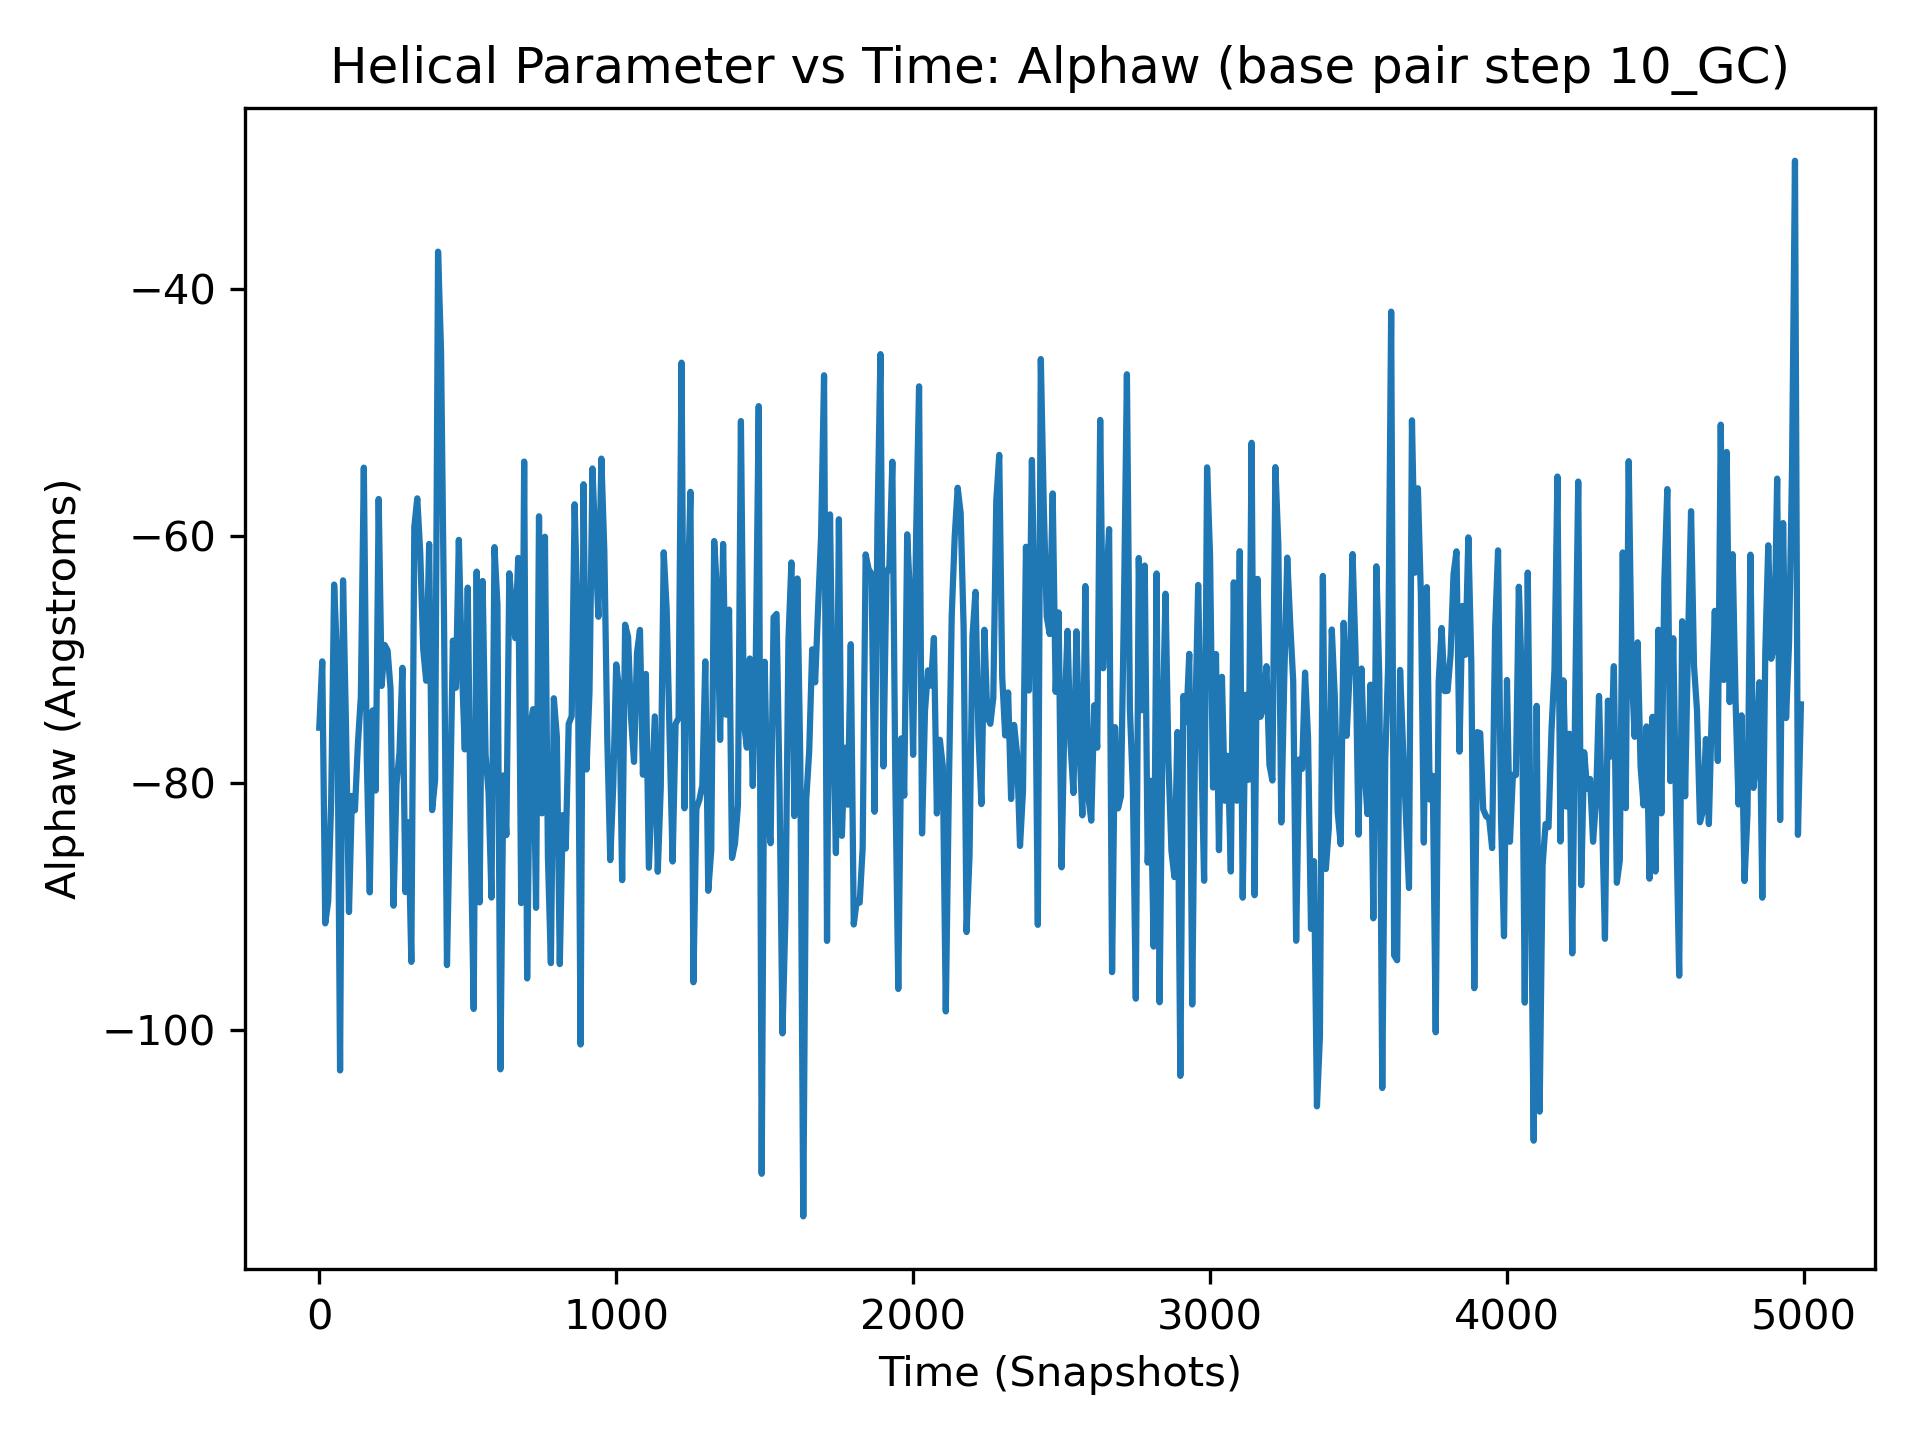 Helical Parameter vs Time: Alphaw (base pair step 10_GC)
Alphaw (Angstroms)
−40
−60
−80
−100
0 1000 2000 3000 4000 5000
Time (Snapshots)